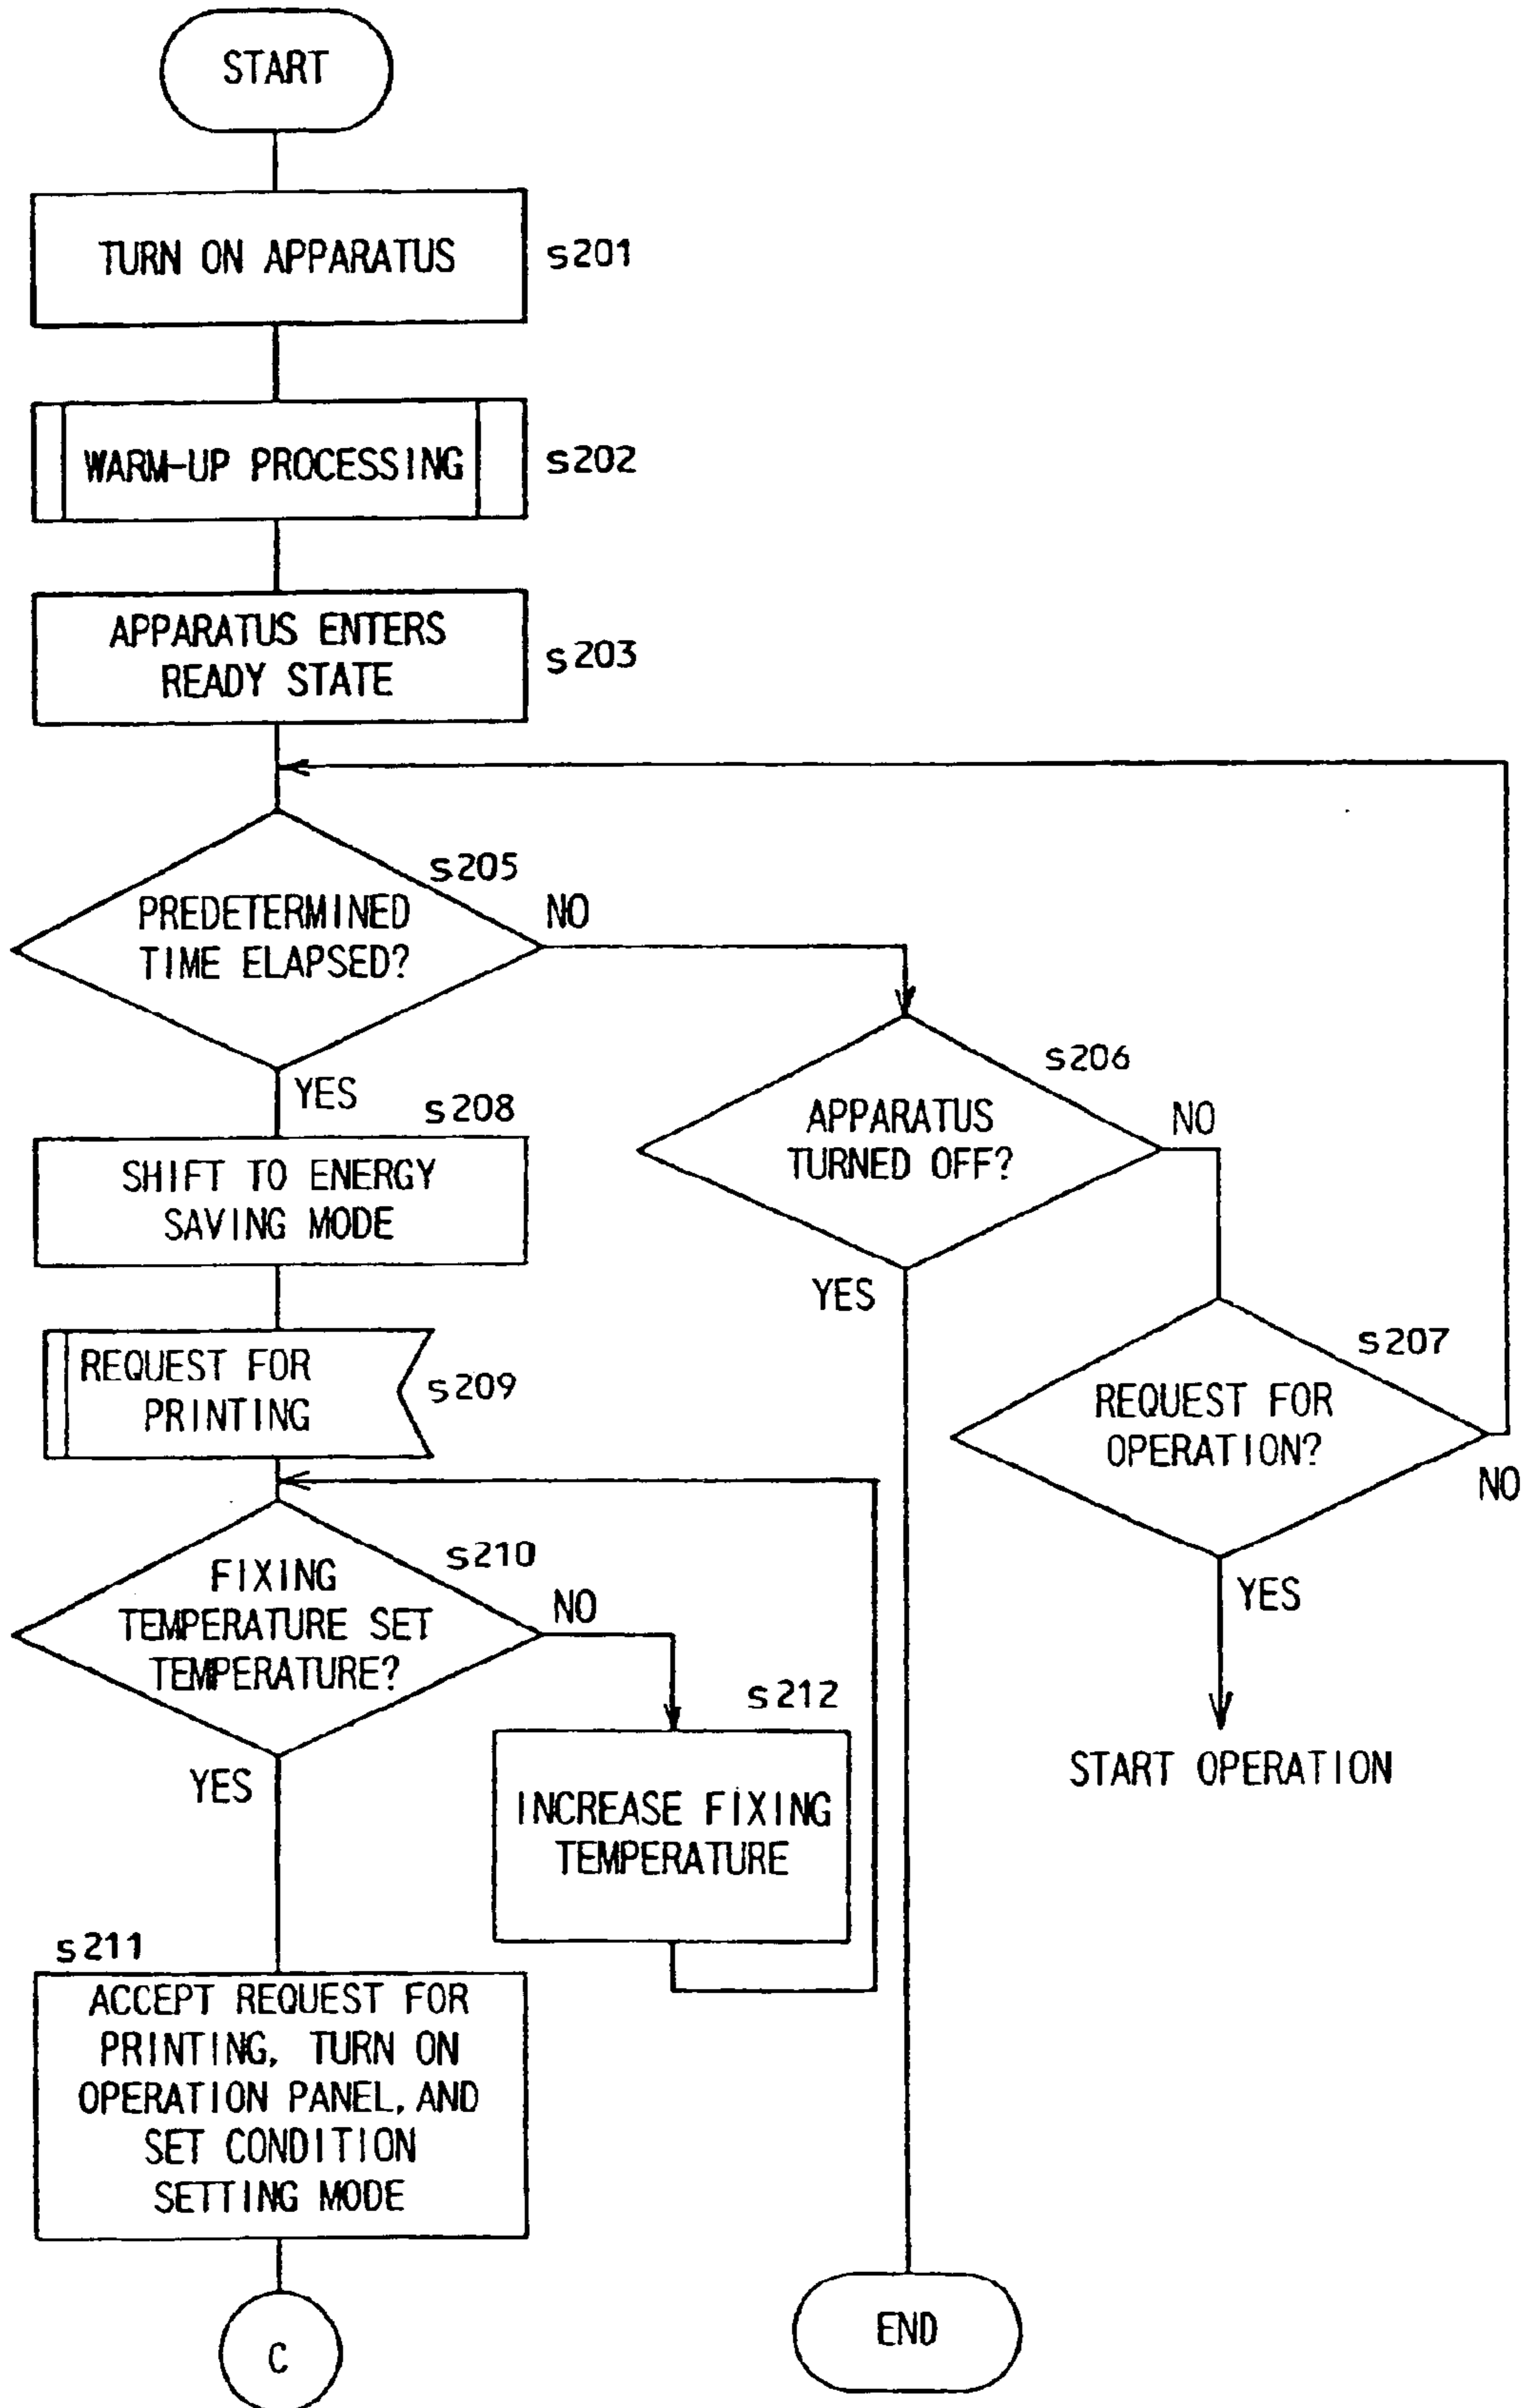 START
TURN ON APPARATUS
s201
WARM-UP PROCESSING
s202
APPARATUS ENTERS
READY STATE
s203
s205
PREDETERMINED
TIME ELAPSED?
NO
YES
s206
APPARATUS
TURNED OFF?
NO
YES
s208
SHIFT TO ENERGY
SAVING MODE
s207
REQUEST FOR
OPERATION?
NO
YES
START OPERATION
REQUEST FOR
PRINTING
s209
s210
FIXING
TEMPERATURE SET
TEMPERATURE?
NO
YES
s212
INCREASE FIXING
TEMPERATURE
s211
ACCEPT REQUEST FOR
PRINTING, TURN ON
OPERATION PANEL, AND
SET CONDITION
SETTING MODE
C
END